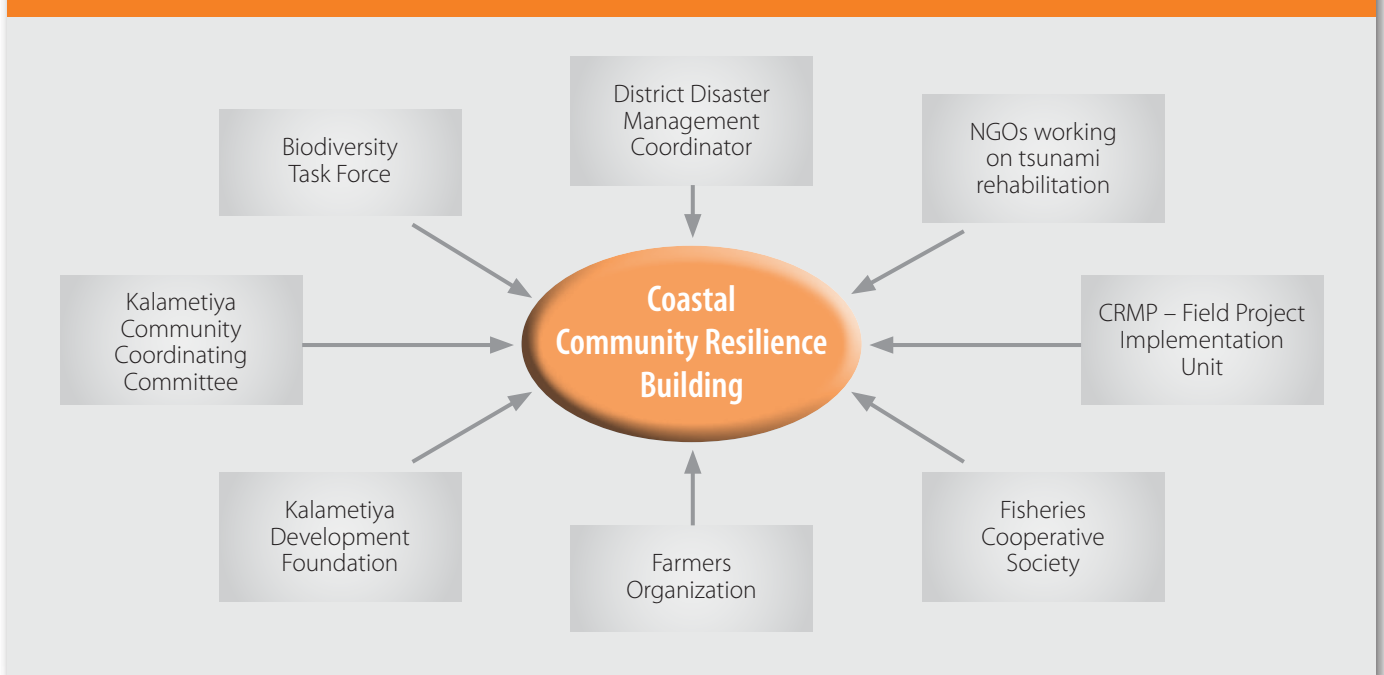 District Disaster
Management
Coordinator
Biodiversity
Task Force
NGOs working
on tsunami
rehabilitation
Kalametiya
Community
Coordinating
Committee
Coastal
Community Resilience
Building
CRMP – Field Project
Implementation
Unit
Kalametiya
Development
Foundation
Farmers
Organization
Fisheries
Cooperative
Society